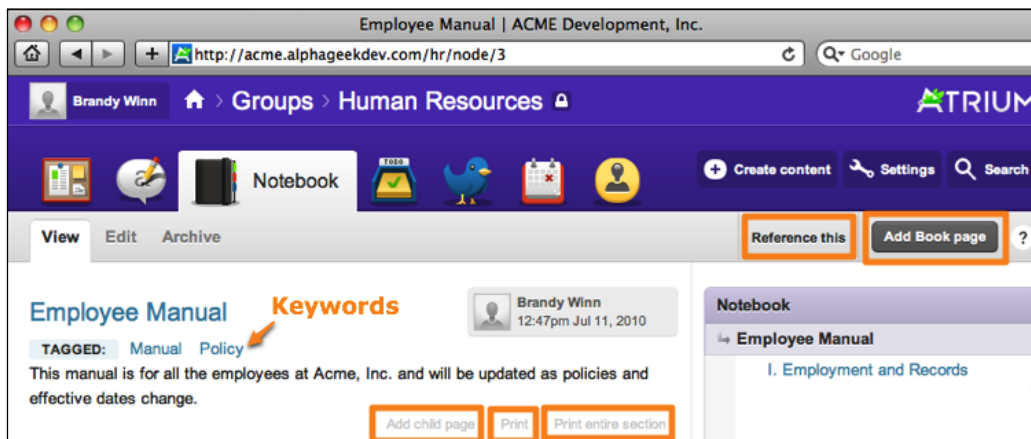 Employee Manual | ACME Development, Inc.
http://acme.alphageekdev.com/hr/node/3
Google
Brandy Winn
Groups > Human Resources
ATRIUM
TODO
Notebook
Create content
Settings
Search
View Edit Archive
Reference this
Add Book page
?
Employee Manual
Keywords
Brandy Winn
12:47pm Jul 11, 2010
TAGGED: Manual Policy
This manual is for all the employees at Acme, Inc. and will be updated as policies and
effective dates change.
Add child page Print Print entire section
Notebook
Employee Manual
I. Employment and Records